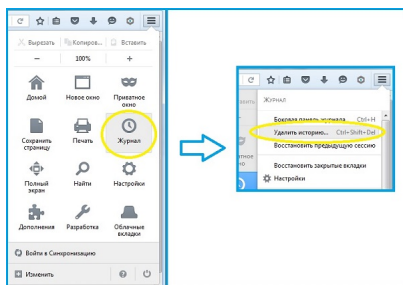 Вырезать Копиров... Вставить
– 100% +
Домой Новое окно Приватное окно
Сохранить страницу Печать Журнал
Полный экран Найти Настройки
Дополнения Разработка Облачные вкладки
Войти в Синхронизацию
Изменить
Журнал
Боковая панель журнала Ctrl+H
Удалить историю... Ctrl+Shift+Del
Восстановить предыдущую сессию
Восстановить закрытые вкладки
Настройки